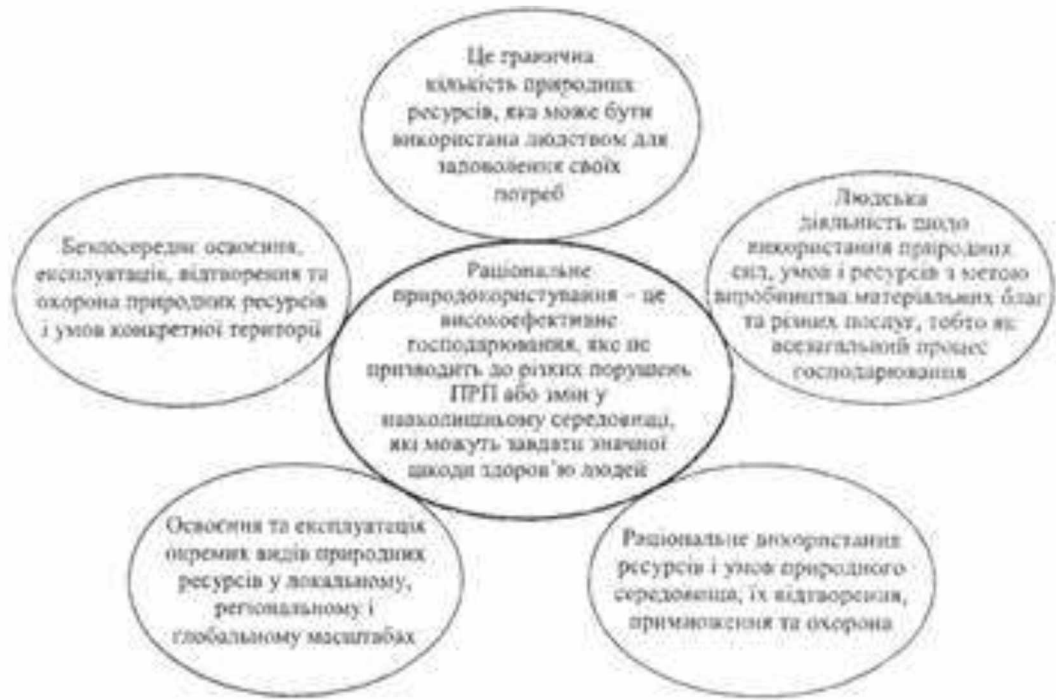 Це гранична
кількість природних
ресурсів, яка може бути
використана людством для
задоволення своїх
потреб
Безпосереднє освоєння,
експлуатація, відтворення та
охорона природних ресурсів
і умов конкретної території
Людська
діяльність щодо
використання природних
сил, умов і ресурсів з метою
виробництва матеріальних благ
та різних послуг, тобто як
всезагальний процес
господарювання
Раціональне
природокористування – це
високоефективне
господарювання, яке не
призводить до різких порушень
ПРП або змін у
навколишньому середовищі,
які можуть завдати значної
шкоди здоров'ю людей
Освоєння та експлуатація
окремих видів природних
ресурсів у локальному,
регіональному і
глобальному масштабах
Раціональне використання
ресурсів і умов природного
середовища, їх відтворення,
примноження та охорона